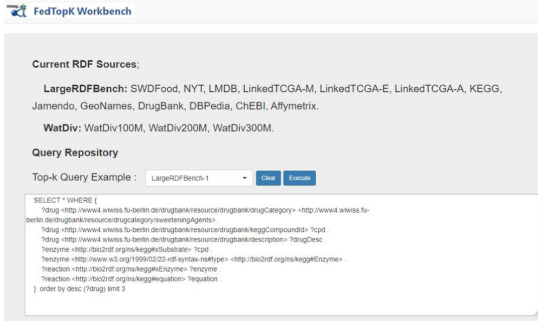 FedTopK Workbench
Current RDF Sources;
LargeRDFBench: SWDFood, NYT, LMDB, LinkedTCGA-M, LinkedTCGA-E, LinkedTCGA-A, KEGG,
Jamendo, GeoNames, DrugBank, DBPedia, ChEBI, Affymetrix.
WatDiv: WatDiv100M, WatDiv200M, WatDiv300M.
Query Repository
Top-k Query Example : LargeRDFBench-1 Clear Execute
SELECT * WHERE {
?drug <http://www4.wiwiss.fu-berlin.de/drugbank/resource/drugbank/drugCategory> <http://www4.wiwiss.fu-
berlin.de/drugbank/resource/drugcategory/sweeteningAgents> .
?drug <http://www4.wiwiss.fu-berlin.de/drugbank/resource/drugbank/keggCompoundId> ?cpd .
?drug <http://www4.wiwiss.fu-berlin.de/drugbank/resource/drugbank/description> ?drugDesc .
?enzyme <http://bio2rdf.org/ns/kegg#xSubstrate> ?cpd .
?enzyme <http://www.w3.org/1999/02/22-rdf-syntax-ns#type> <http://bio2rdf.org/ns/kegg#Enzyme> .
?reaction <http://bio2rdf.org/ns/kegg#xEnzyme> ?enzyme .
?reaction <http://bio2rdf.org/ns/kegg#equation> ?equation .
} order by desc (?drug) limit 3